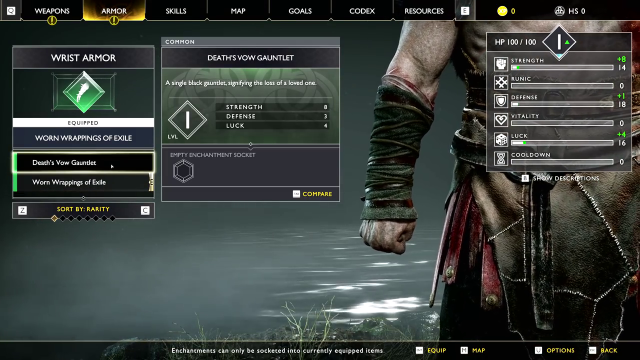 Q WEAPONS ARMOR SKILLS MAP GOALS CODEX RESOURCES E 0 HS 0
WRIST ARMOR
EQUIPPED
WORN WRAPPINGS OF EXILE
Death's Vow Gauntlet
Worn Wrappings of Exile
Z SORT BY: RARITY C
COMMON
DEATH'S VOW GAUNTLET
A single black gauntlet, signifying the loss of a loved one.
I
LVL
STRENGTH 8
DEFENSE 3
LUCK 4
EMPTY ENCHANTMENT SOCKET
COMPARE
HP 100 / 100 I
STRENGTH +8
14
RUNIC
0
DEFENSE +1
18
VITALITY
0
LUCK +4
16
COOLDOWN
0
SHOW DESCRIPTIONS
Enchantments can only be socketed into currently equipped items EQUIP MAP OPTIONS BACK